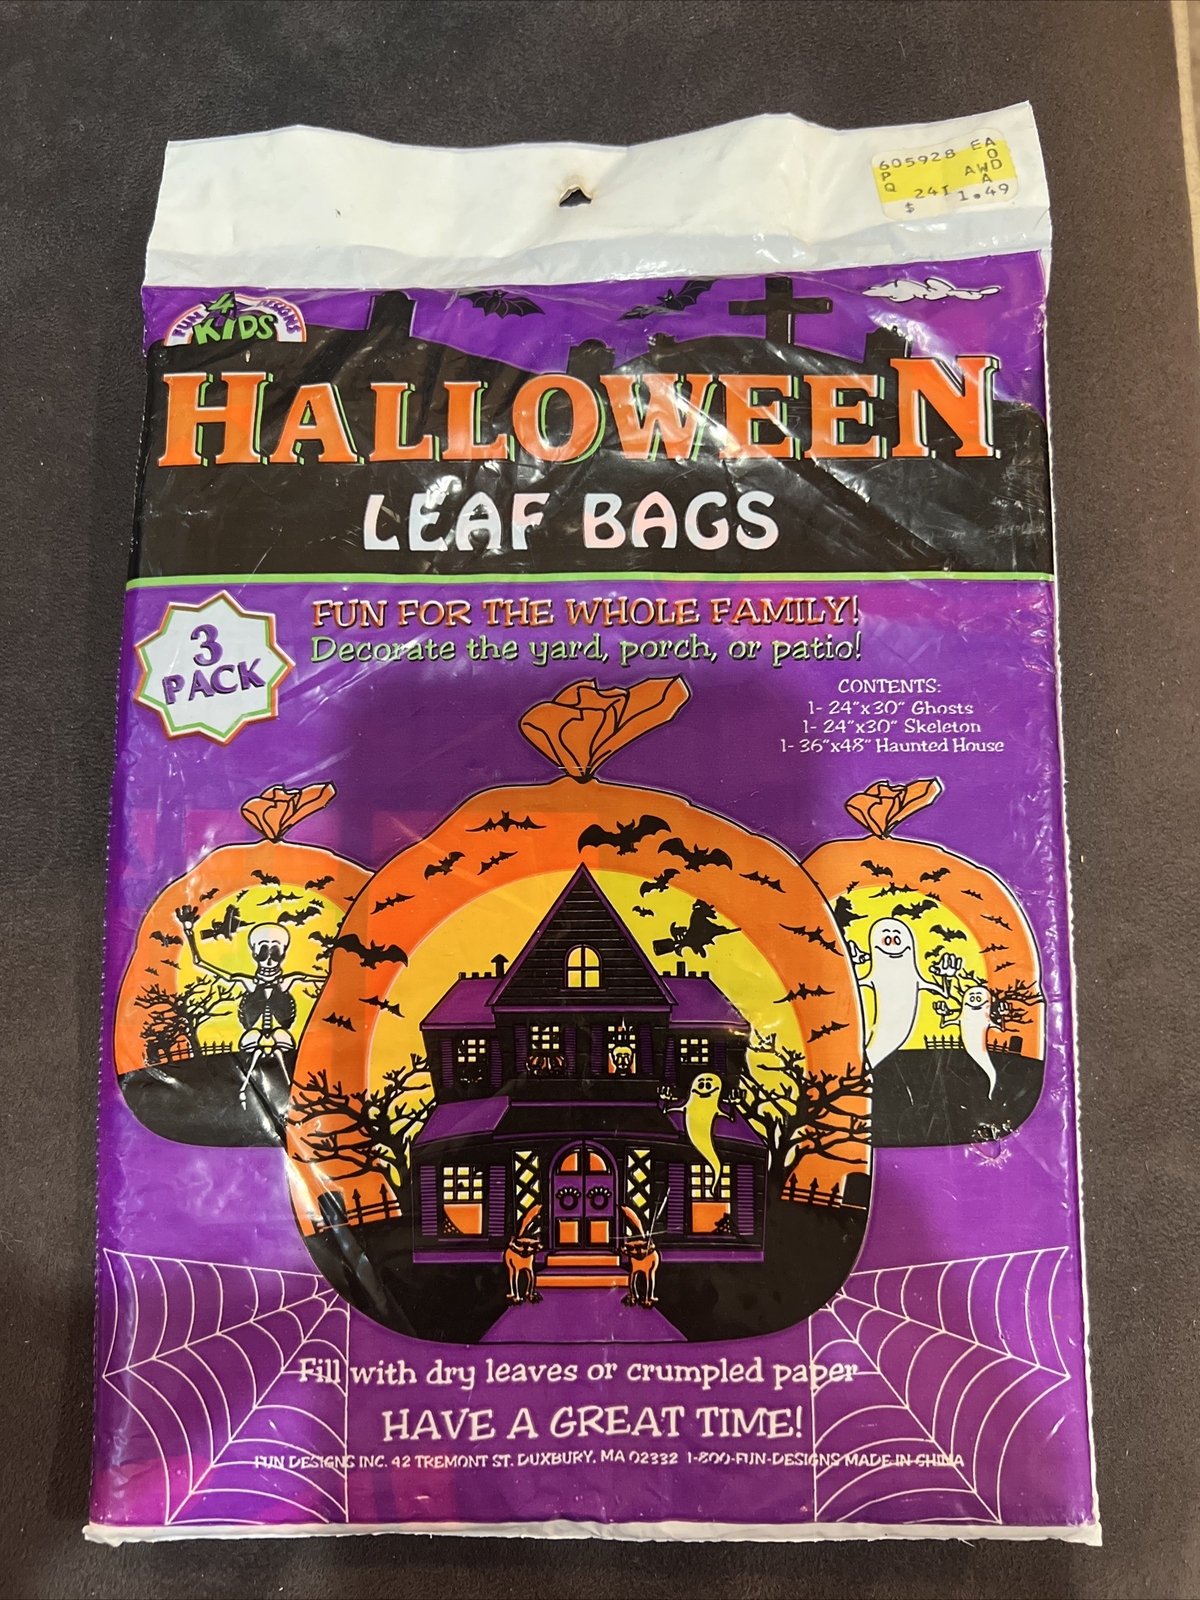 605928 EA
P O
Q AWD
24I A
$ 1.49
FUN 4 DESIGNS
KIDS
HALLOWEEN
LEAF BAGS
3
PACK
FUN FOR THE WHOLE FAMILY!
Decorate the yard, porch, or patio!
CONTENTS:
1- 24"x30" Ghosts
1- 24"x30" Skeleton
1- 36"x48" Haunted House
Fill with dry leaves or crumpled paper
HAVE A GREAT TIME!
FUN DESIGNS INC. 42 TREMONT ST. DUXBURY, MA 02332 1-800-FUN-DESIGNS MADE IN CHINA